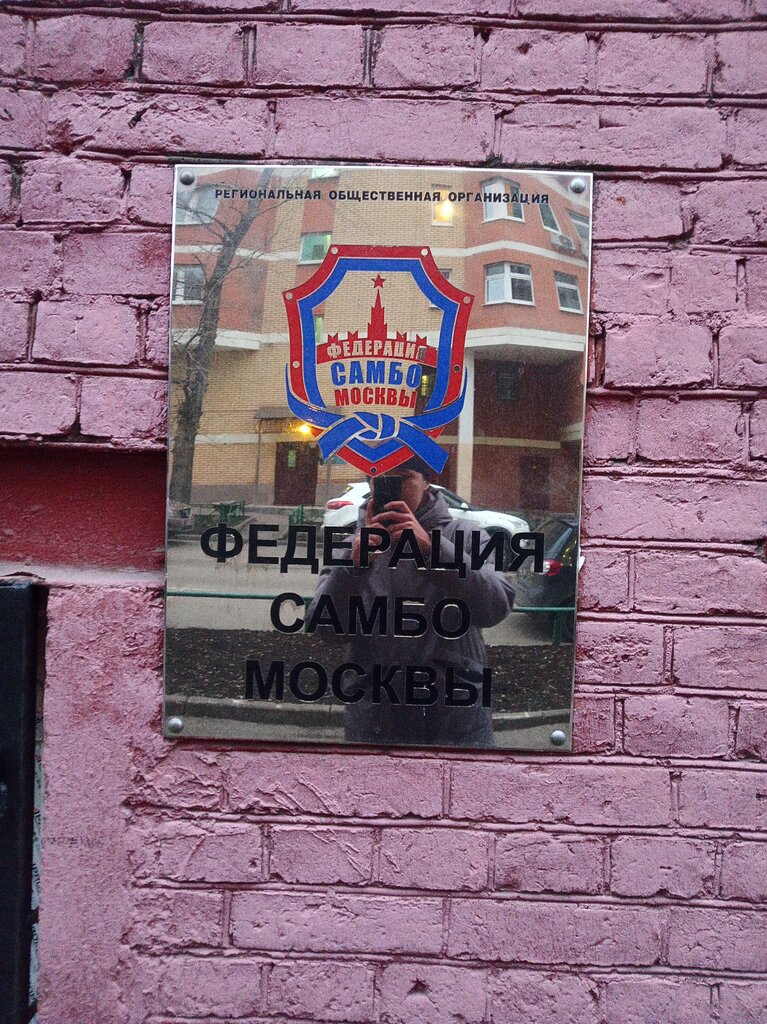 РЕГИОНАЛЬНАЯ ОБЩЕСТВЕННАЯ ОРГАНИЗАЦИЯ
ФЕДЕРАЦИЯ
САМБО
МОСКВЫ
ФЕДЕРАЦИЯ
САМБО
МОСКВЫ